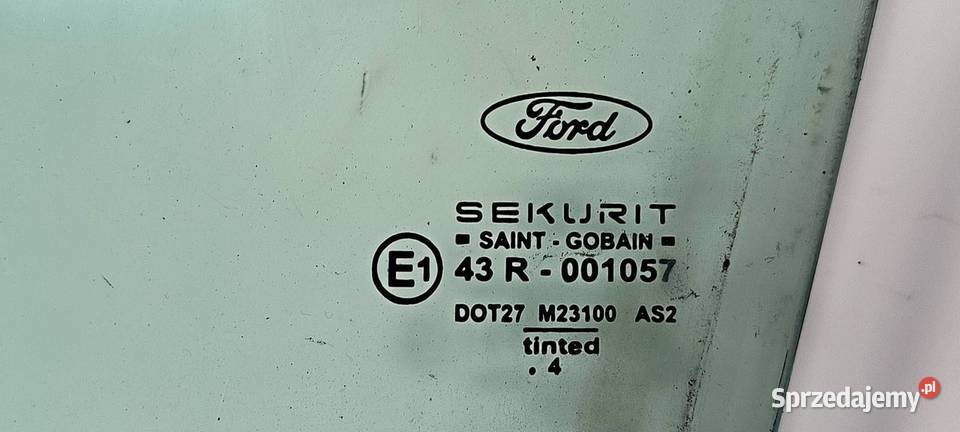 Ford
SEKURIT
SAINT - GOBAIN
E1 43 R - 001057
DOT27 M23100 AS2
tinted
. 4
Sprzedajemy.pl